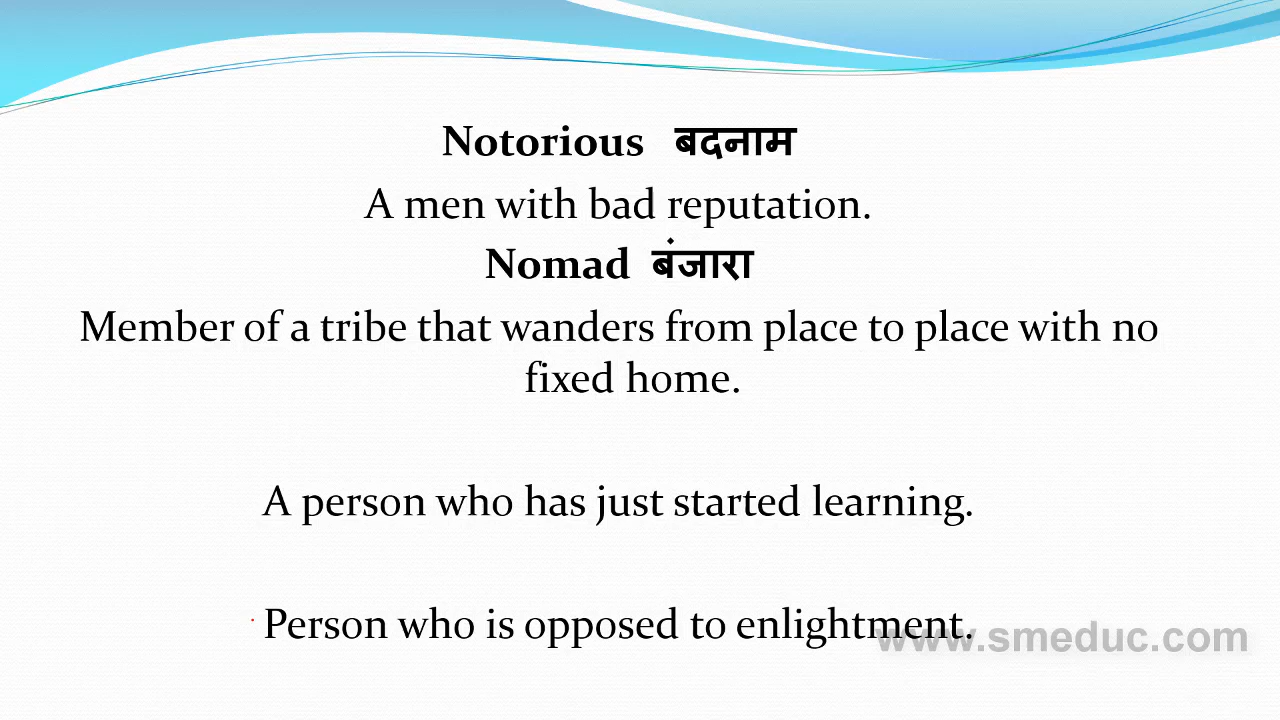 Notorious बदनाम
A men with bad reputation.
Nomad बंजारा
Member of a tribe that wanders from place to place with no
fixed home.
A person who has just started learning.
Person who is opposed to enlightment.
www.smeduc.com